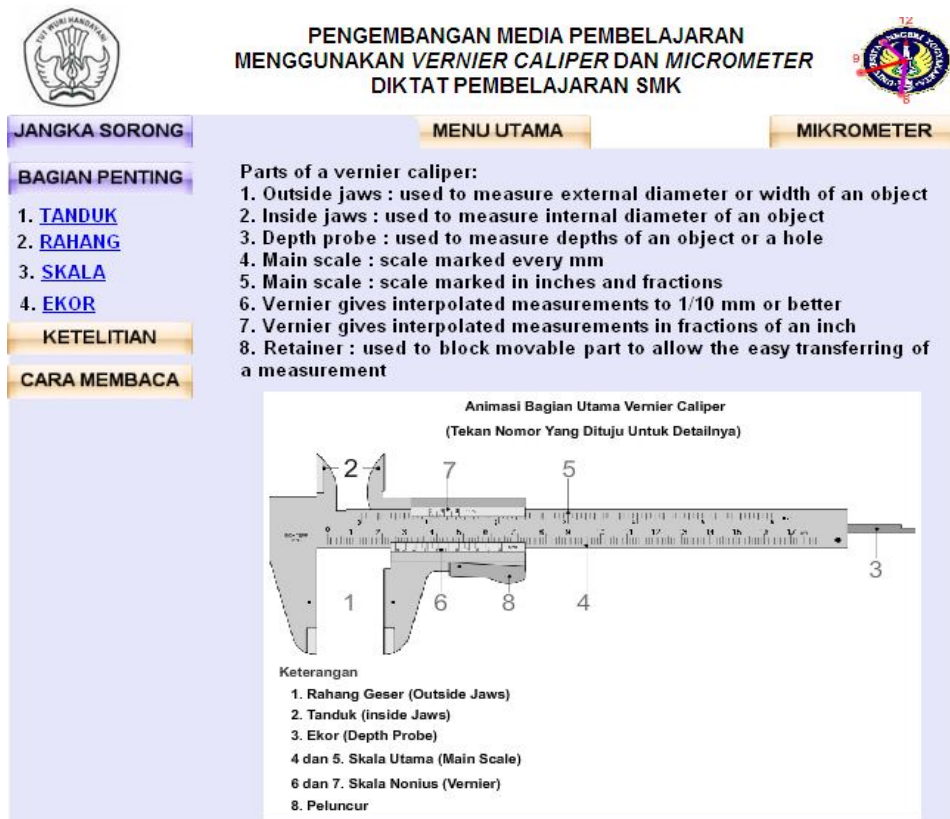 TUT WURI HANDAYANI
PENGEMBANGAN MEDIA PEMBELAJARAN
MENGGUNAKAN VERNIER CALIPER DAN MICROMETER
DIKTAT PEMBELAJARAN SMK
12
9
6
JANGKA SORONG
MENU UTAMA
MIKROMETER
BAGIAN PENTING
1. TANDUK
2. RAHANG
3. SKALA
4. EKOR
KETELITIAN
CARA MEMBACA
Parts of a vernier caliper:
1. Outside jaws : used to measure external diameter or width of an object
2. Inside jaws : used to measure internal diameter of an object
3. Depth probe : used to measure depths of an object or a hole
4. Main scale : scale marked every mm
5. Main scale : scale marked in inches and fractions
6. Vernier gives interpolated measurements to 1/10 mm or better
7. Vernier gives interpolated measurements in fractions of an inch
8. Retainer : used to block movable part to allow the easy transferring of
a measurement
Animasi Bagian Utama Vernier Caliper
(Tekan Nomor Yang Dituju Untuk Detailnya)
2 7 5
3
1 6 8 4
Keterangan
1. Rahang Geser (Outside Jaws)
2. Tanduk (inside Jaws)
3. Ekor (Depth Probe)
4 dan 5. Skala Utama (Main Scale)
6 dan 7. Skala Nonius (Vernier)
8. Peluncur